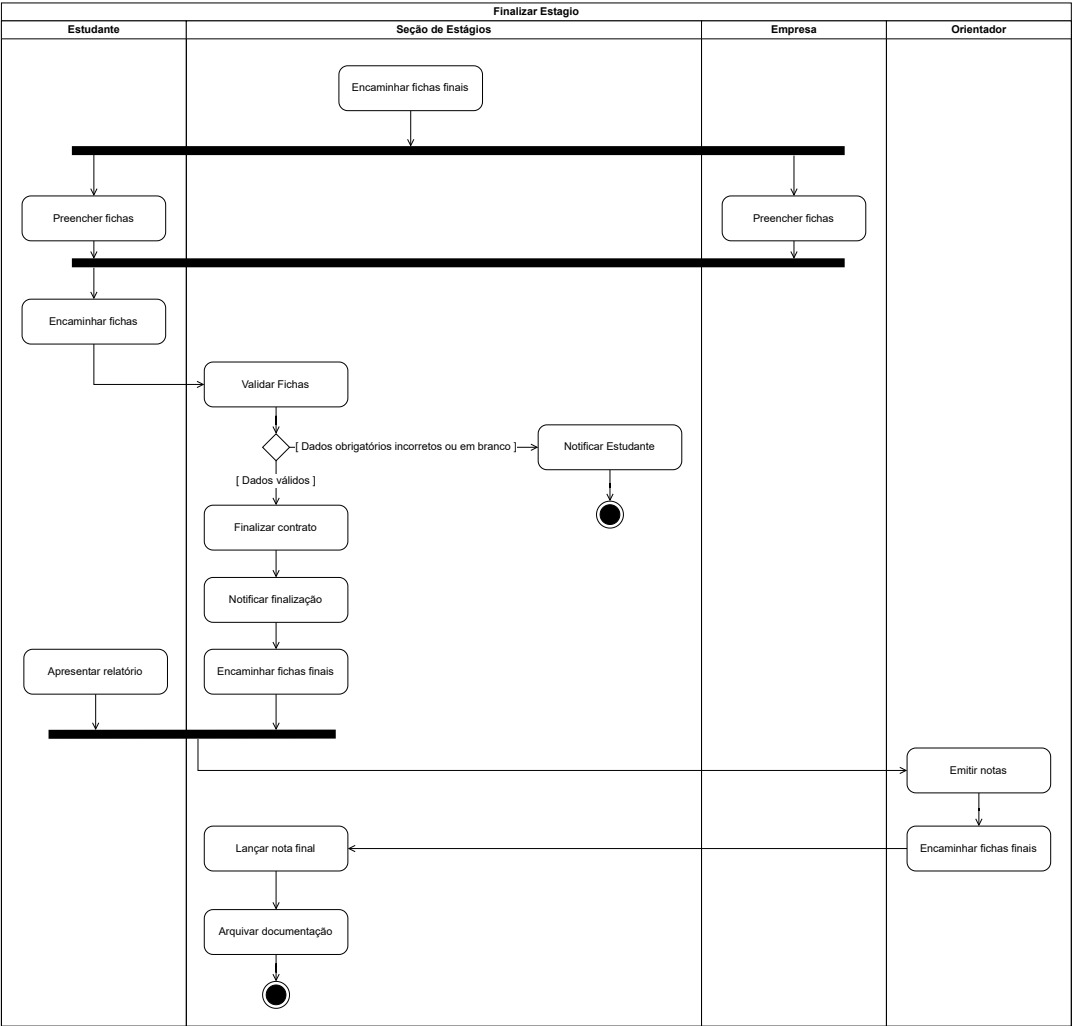 Finalizar Estagio
Estudante
Seção de Estágios
Empresa
Orientador
Encaminhar fichas finais
Preencher fichas
Preencher fichas
Encaminhar fichas
Validar Fichas
[ Dados obrigatórios incorretos ou em branco ]
Notificar Estudante
[ Dados válidos ]
Finalizar contrato
Notificar finalização
Apresentar relatório
Encaminhar fichas finais
Emitir notas
Lançar nota final
Encaminhar fichas finais
Arquivar documentação